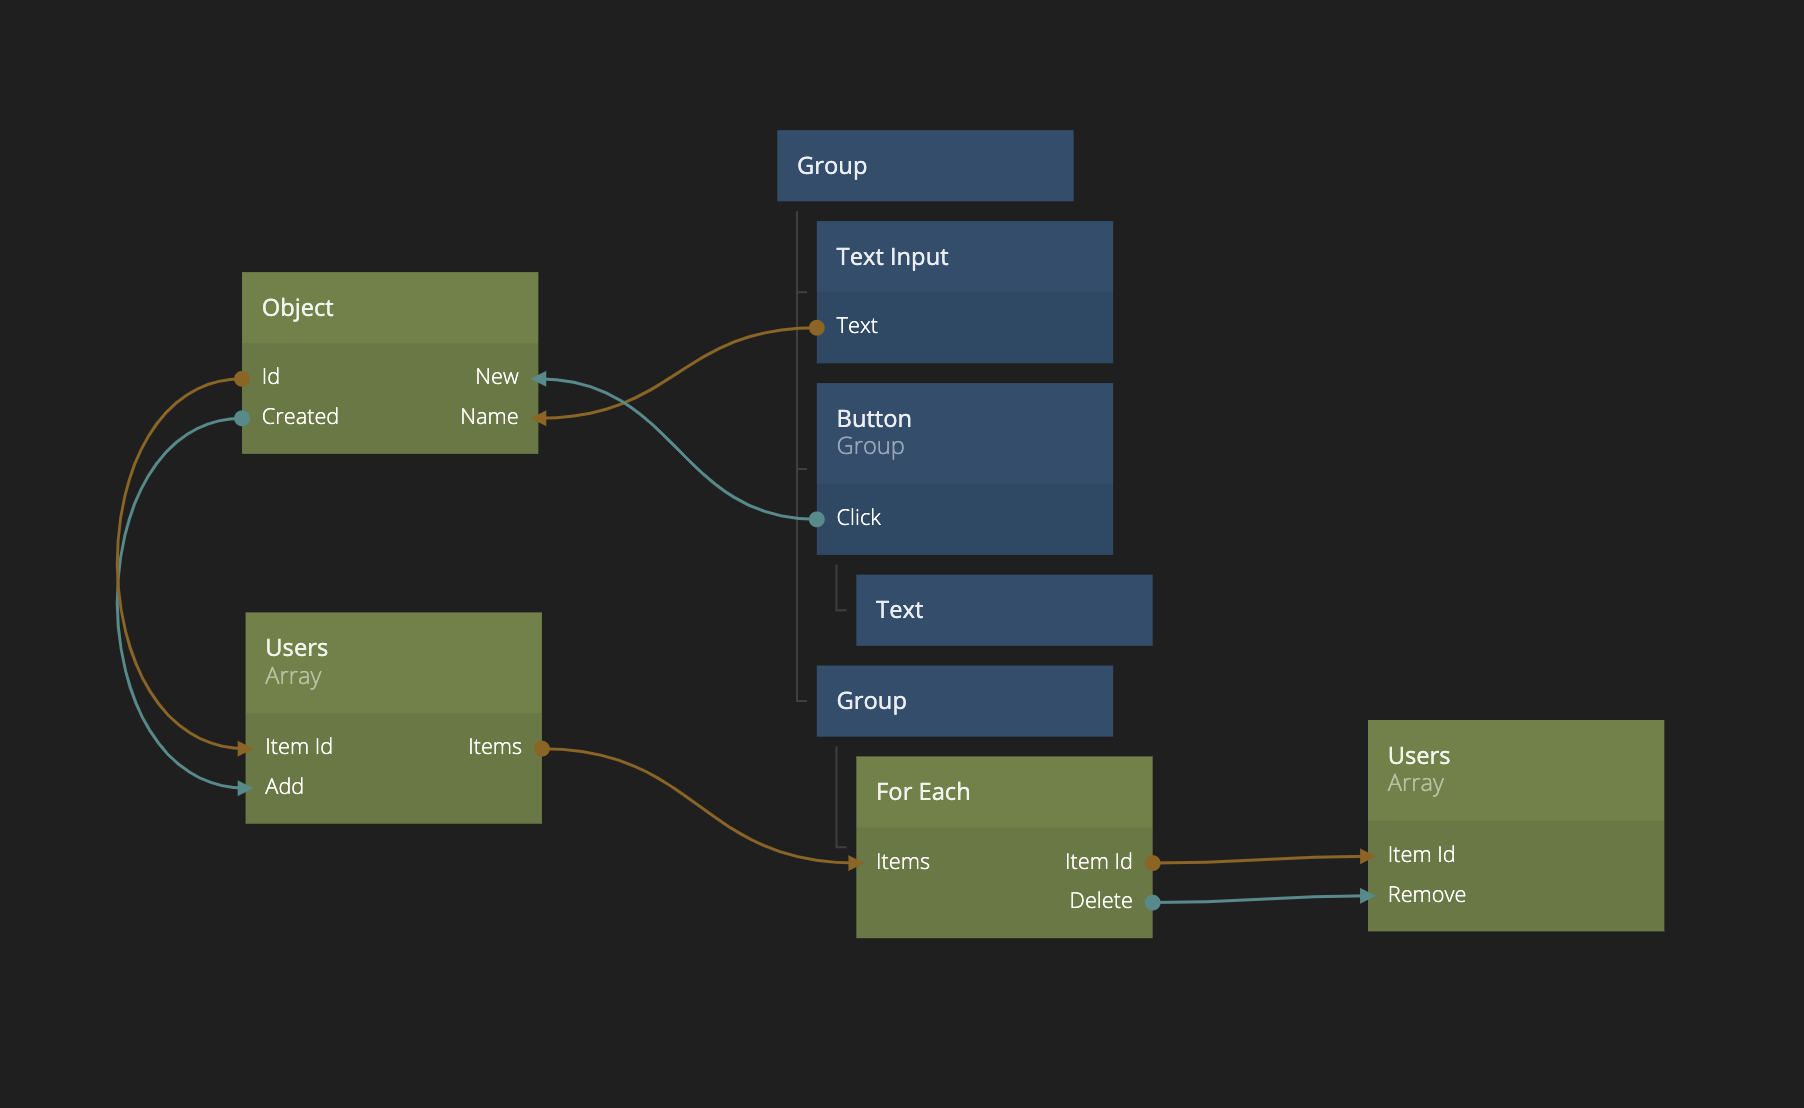 Group
Text Input
Text
Button
Group
Click
Text
Group
Object
Id
New
Created
Name
Users
Array
Item Id
Items
Add
For Each
Items
Item Id
Delete
Users
Array
Item Id
Remove